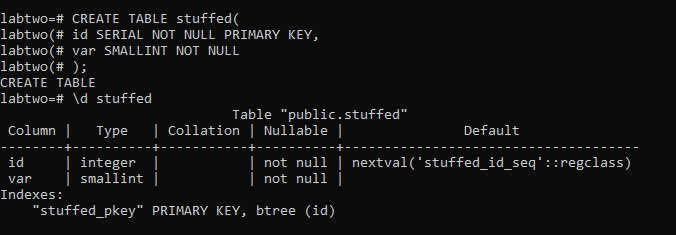 labtwo=# CREATE TABLE stuffed(
labtwo(# id SERIAL NOT NULL PRIMARY KEY,
labtwo(# var SMALLINT NOT NULL
labtwo(# );
CREATE TABLE
labtwo=# \d stuffed
                            Table "public.stuffed"
 Column |   Type   | Collation | Nullable |               Default
--------+----------+-----------+----------+-------------------------------------
 id     | integer  |           | not null | nextval('stuffed_id_seq'::regclass)
 var    | smallint |           | not null |
Indexes:
    "stuffed_pkey" PRIMARY KEY, btree (id)